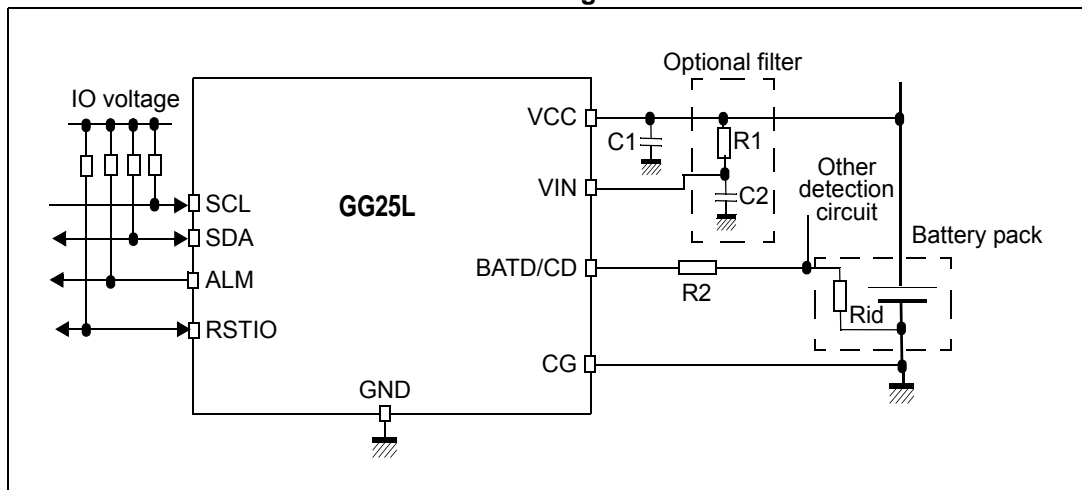 g
Optional filter
IO voltage
VCC
C1
R1
Other
detection
circuit
VIN
C2
SCL
GG25L
SDA
Battery pack
BATD/CD
ALM
R2
Rid
RSTIO
CG
GND